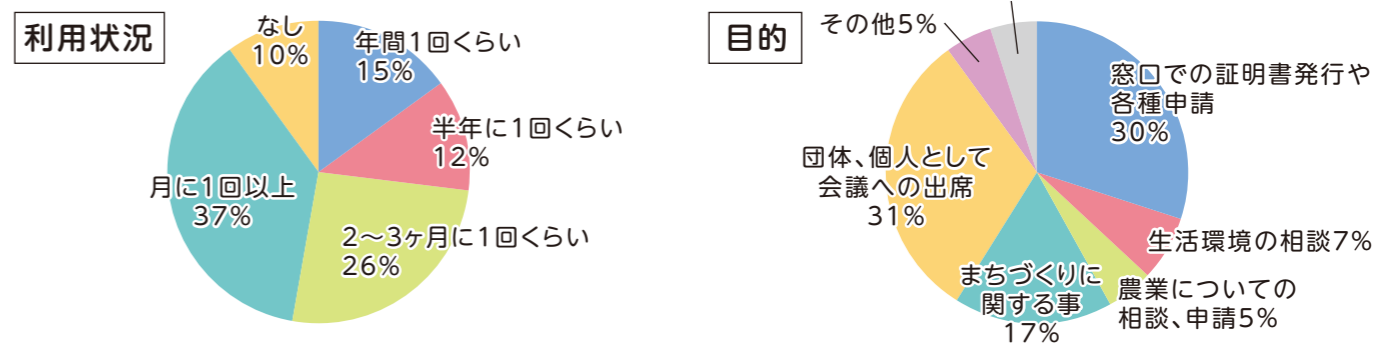 利用状況
なし
10%
年間1回くらい
15%
半年に1回くらい
12%
2～3ヶ月に1回くらい
26%
月に1回以上
37%
目的
その他5%
窓口での証明書発行や
各種申請
30%
生活環境の相談7%
農業についての
相談、申請5%
まちづくりに
関する事
17%
団体、個人として
会議への出席
31%